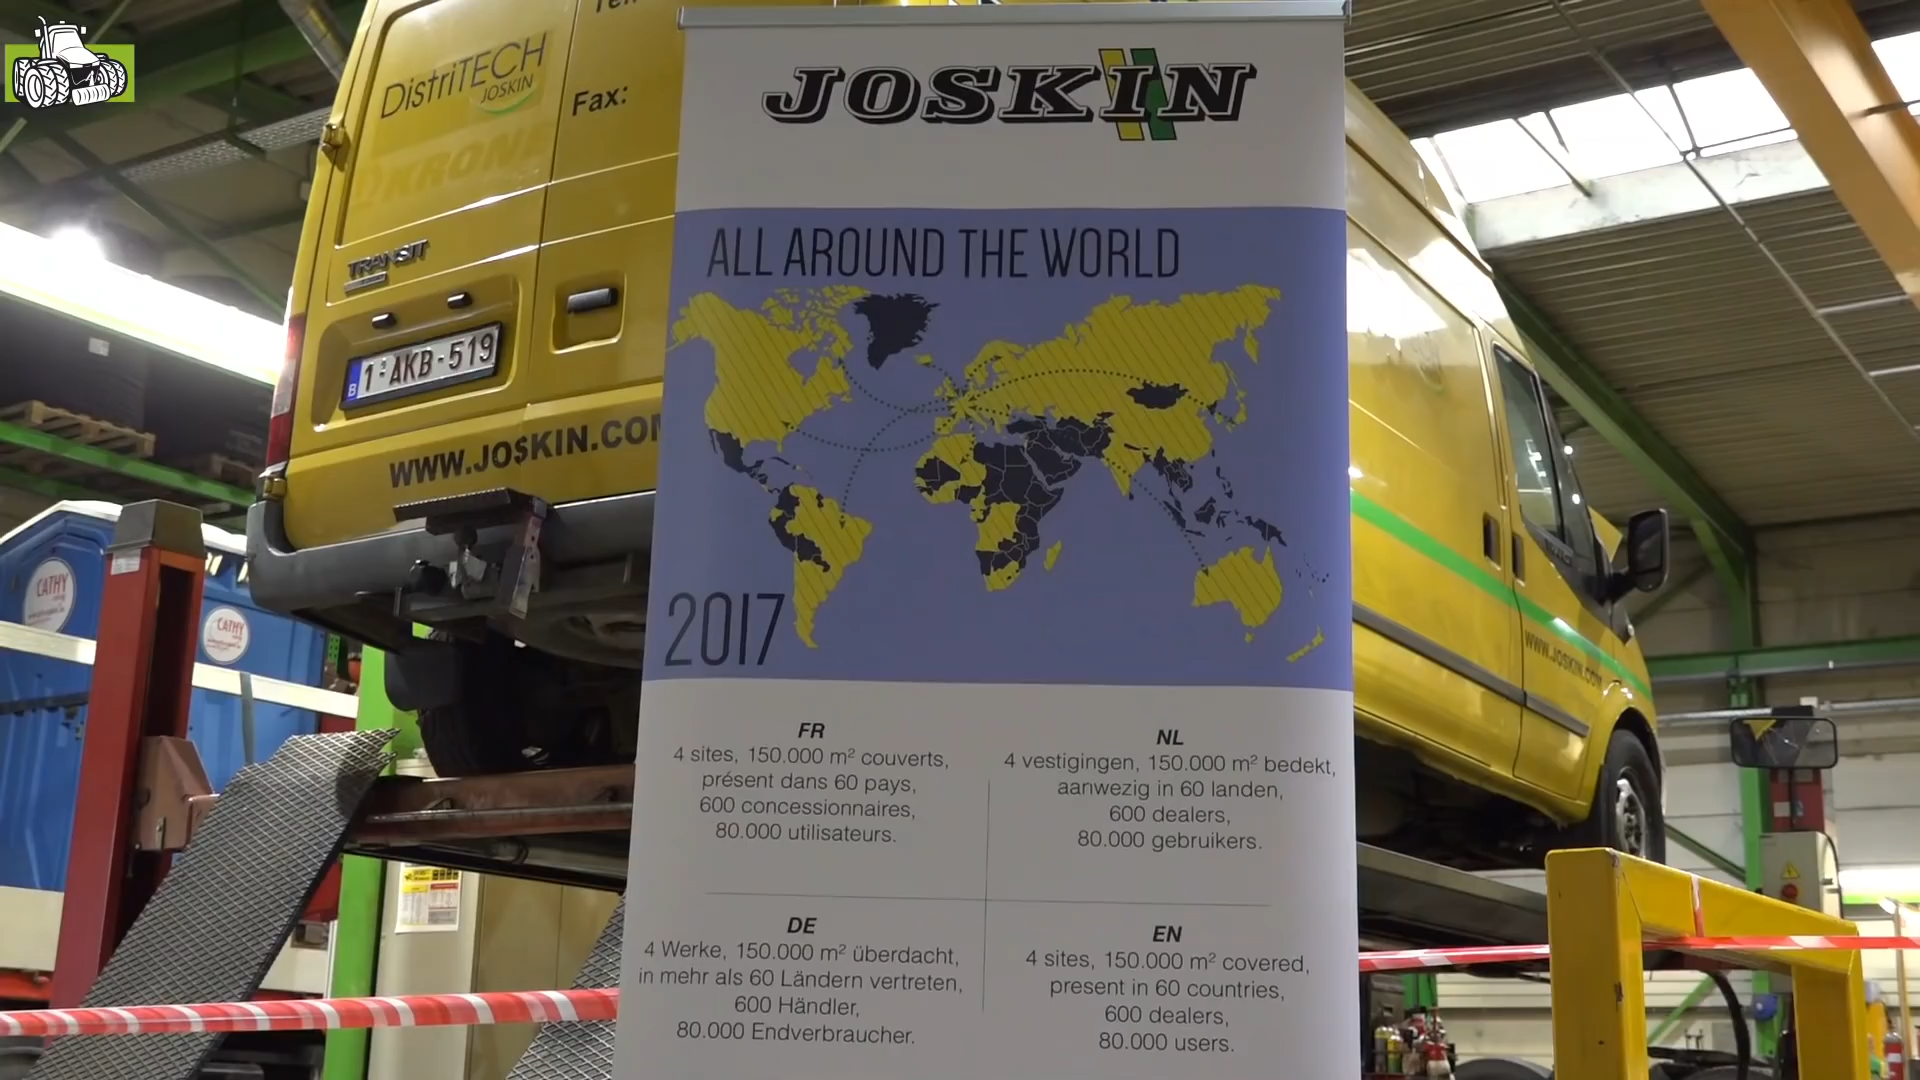 DistriTECH
JOSKIN
Fax:
KRONE
TRANSIT
B 1-AKB-519
WWW.JOSKIN.COM
CATHY
CATHY
JOSKIN
ALL AROUND THE WORLD
2017
FR
4 sites, 150.000 m² couverts,
présent dans 60 pays,
600 concessionnaires,
80.000 utilisateurs.
NL
4 vestigingen, 150.000 m² bedekt,
aanwezig in 60 landen,
600 dealers,
80.000 gebruikers.
DE
4 Werke, 150.000 m² überdacht,
in mehr als 60 Ländern vertreten,
600 Händler,
80.000 Endverbraucher.
EN
4 sites, 150.000 m² covered,
present in 60 countries,
600 dealers,
80.000 users.
WWW.JOSKIN.COM